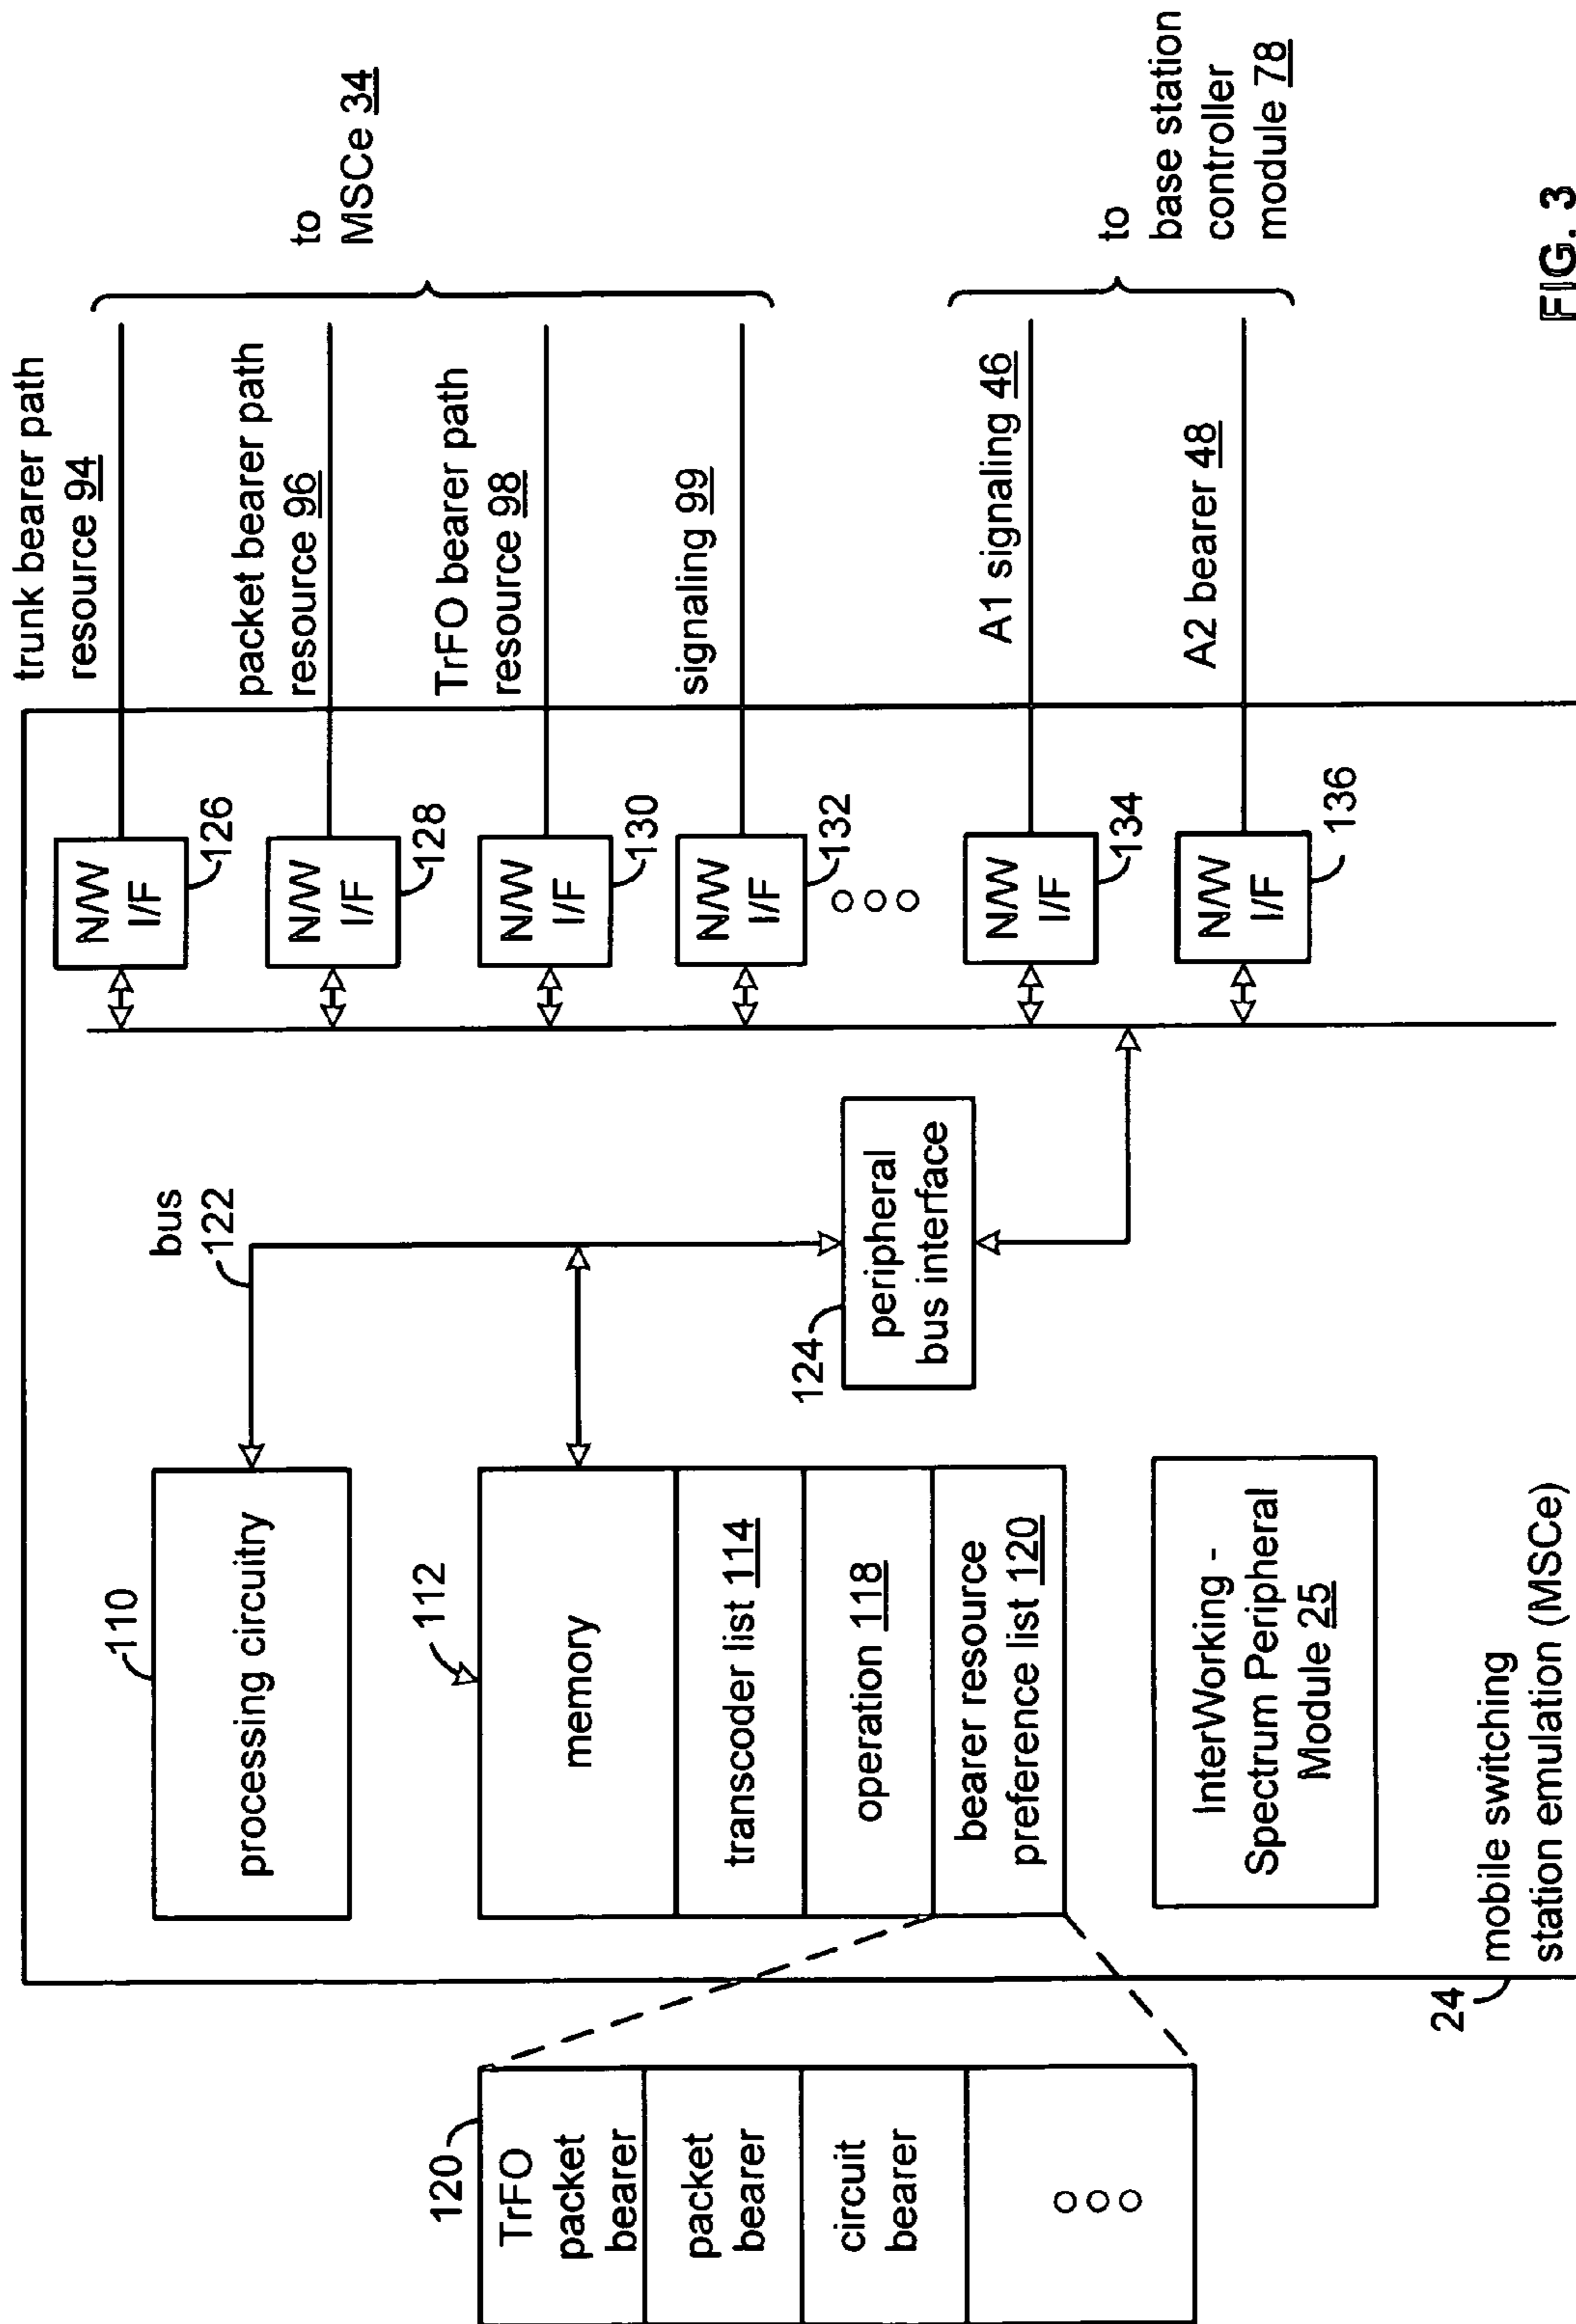 120
TrFO
packet
bearer
packet
bearer
circuit
bearer
110
processing circuitry
112
memory
transcoder list 114
operation 118
bearer resource
preference list 120
InterWorking -
Spectrum Peripheral
Module 25
24
mobile switching
station emulation (MSCe)
bus
122
124
peripheral
bus interface
N/W
I/F
126
N/W
I/F
128
N/W
I/F
130
N/W
I/F
132
N/W
I/F
134
N/W
I/F
136
trunk bearer path
resource 94
packet bearer path
resource 96
TrFO bearer path
resource 98
signaling 99
A1 signaling 46
A2 bearer 48
to
MSCe 34
to
base station
controller
module 78
FIG. 3